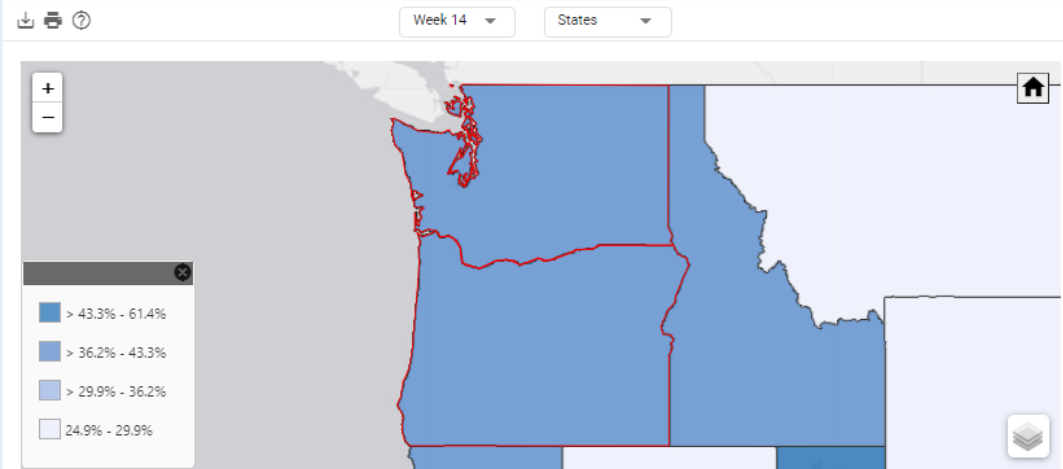 Week 14
States
+
−
> 43.3% - 61.4%
> 36.2% - 43.3%
> 29.9% - 36.2%
24.9% - 29.9%